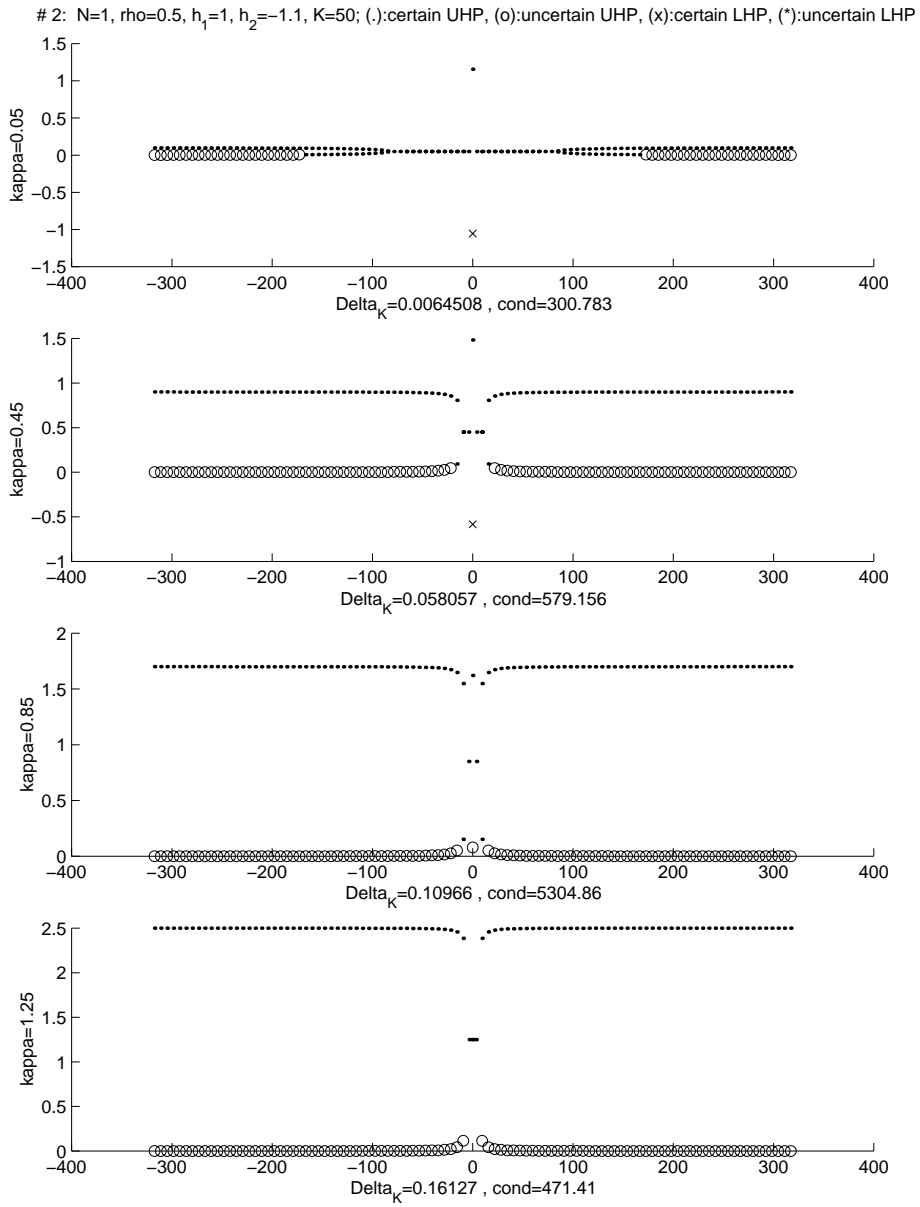 # 2: N=1, rho=0.5, h1=1, h2=−1.1, K=50; (.):certain UHP, (o):uncertain UHP, (x):certain LHP, (*):uncertain LHP
1.5
1
0.5
0
−0.5
−1
−1.5
kappa=0.05
−400 −300 −200 −100 0 100 200 300 400
DeltaK=0.0064508 , cond=300.783
1.5
1
0.5
0
−0.5
−1
kappa=0.45
−400 −300 −200 −100 0 100 200 300 400
DeltaK=0.058057 , cond=579.156
2
1.5
1
0.5
0
kappa=0.85
−400 −300 −200 −100 0 100 200 300 400
DeltaK=0.10966 , cond=5304.86
2.5
2
1.5
1
0.5
0
kappa=1.25
−400 −300 −200 −100 0 100 200 300 400
DeltaK=0.16127 , cond=471.41